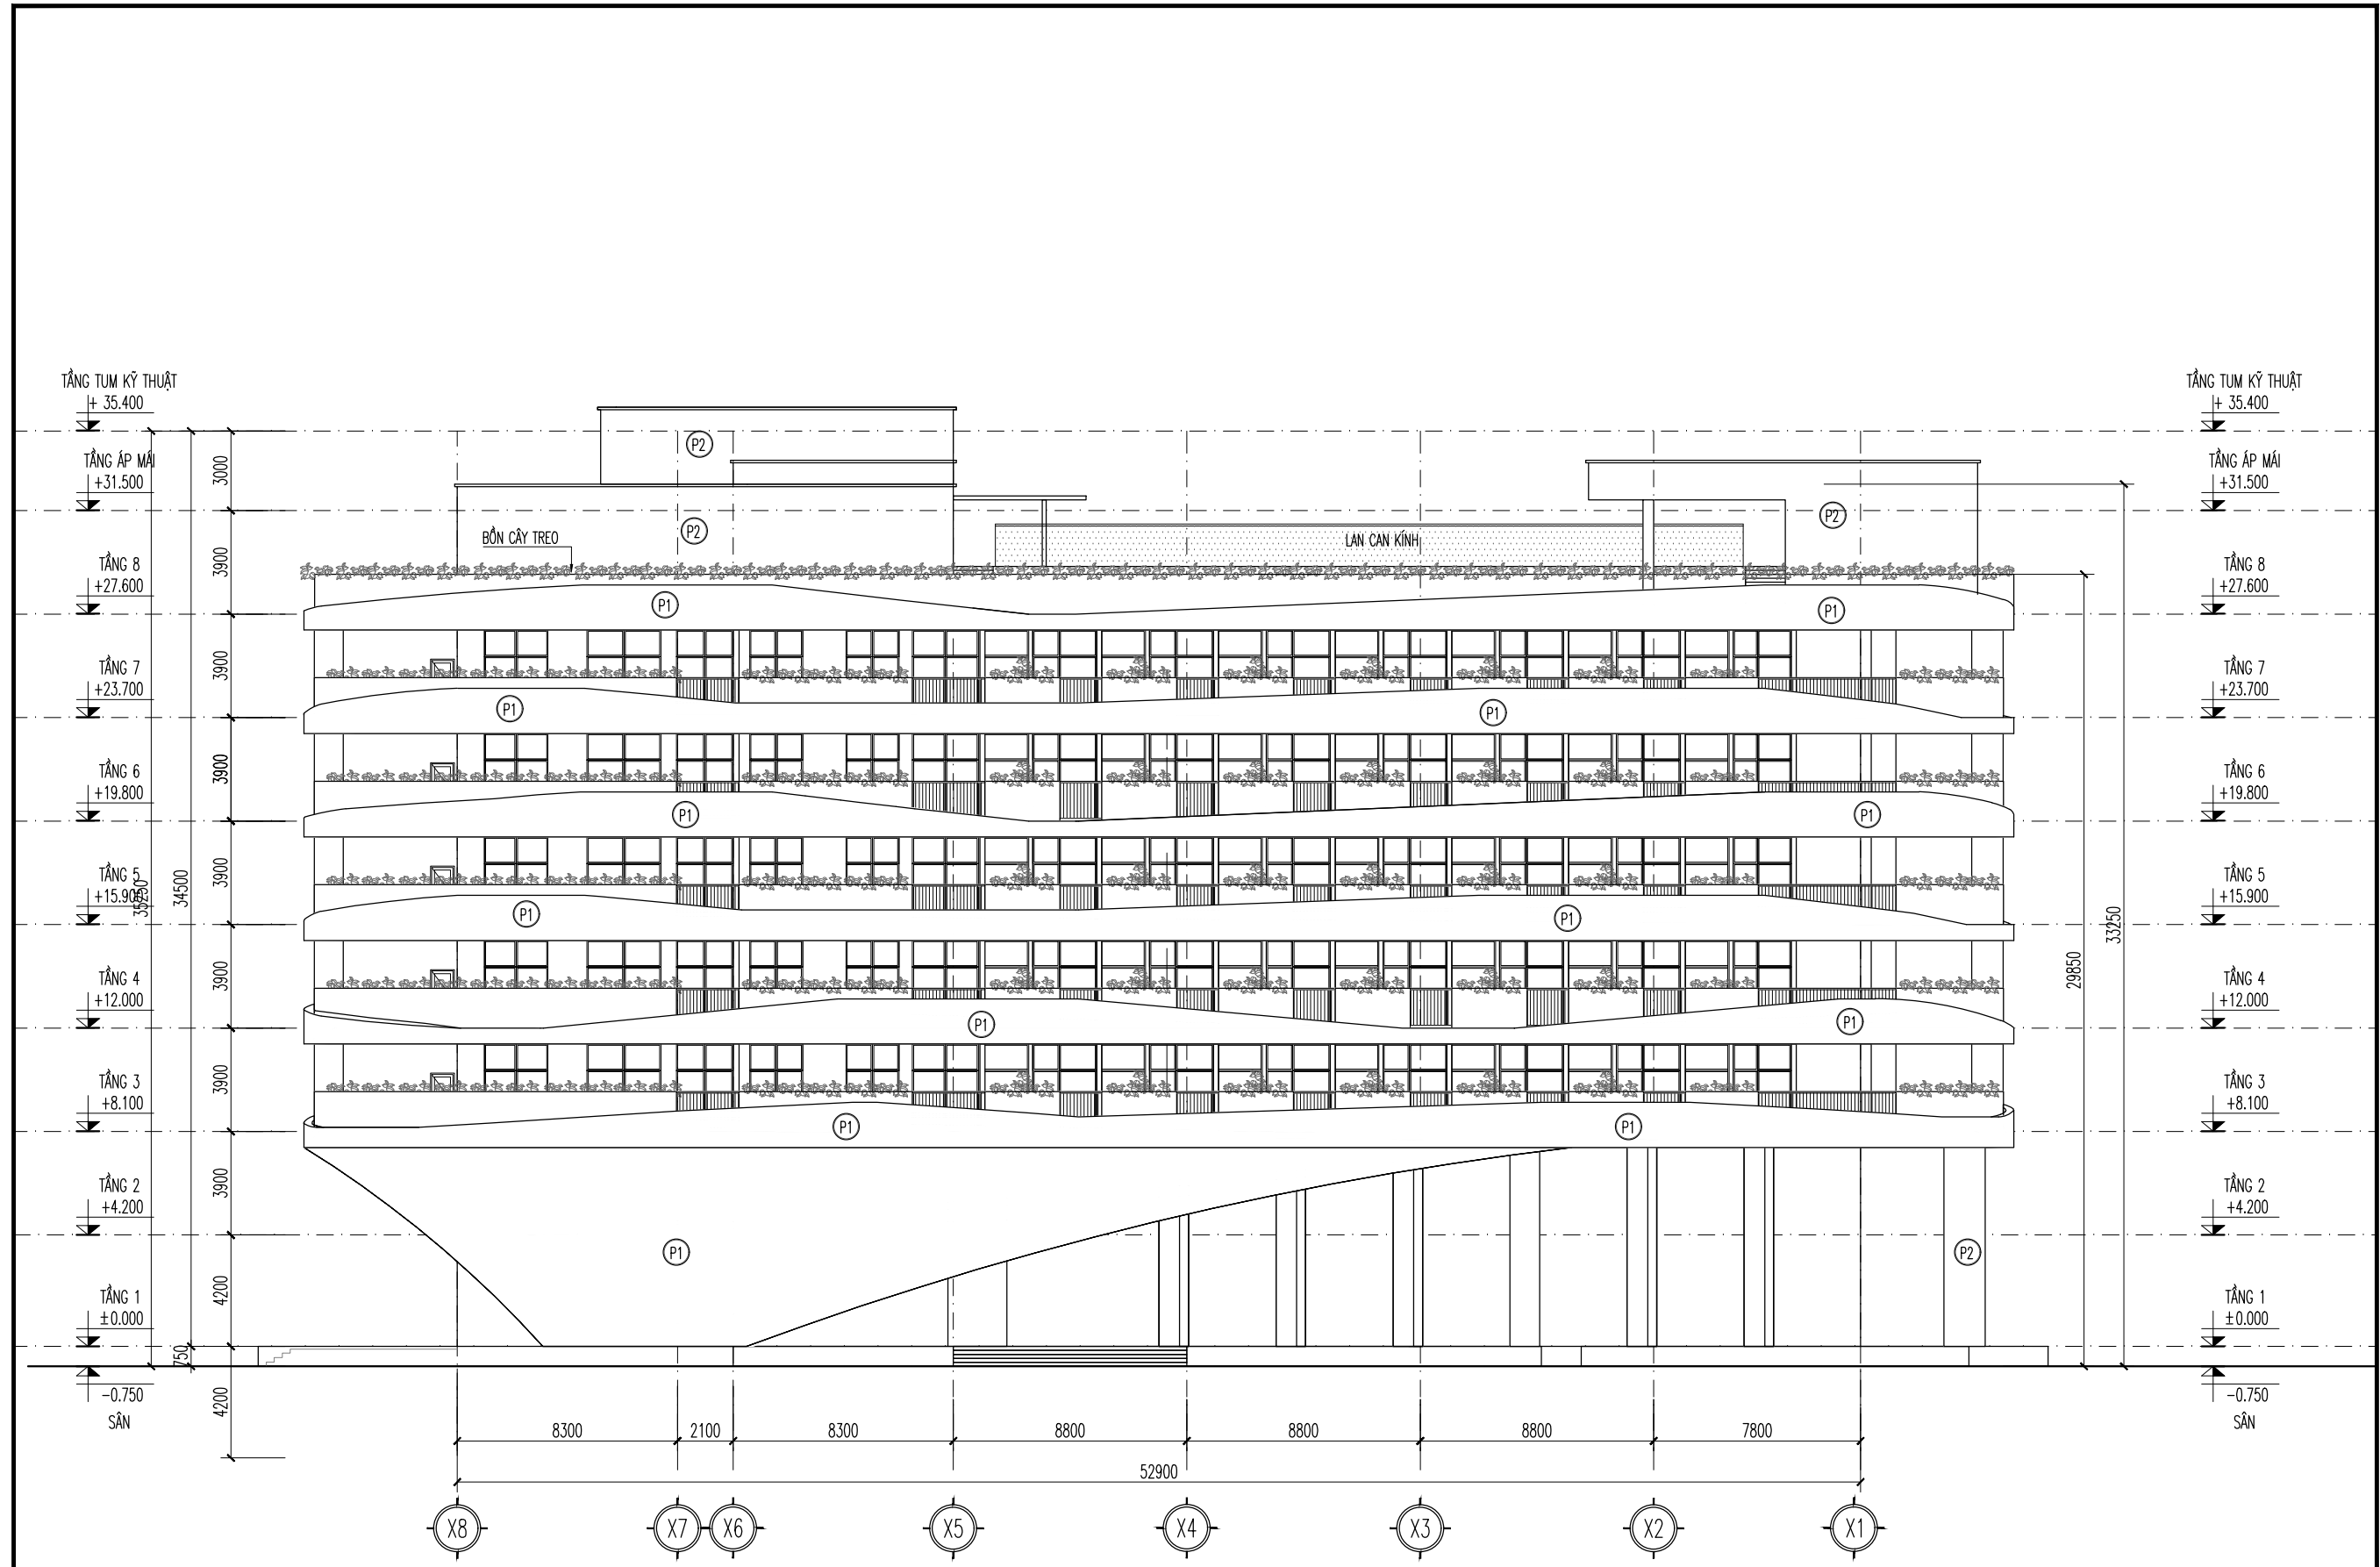 TẦNG TUM KỸ THUẬT
+ 35.400
TẦNG TUM KỸ THUẬT
+ 35.400
P2
3000
TẦNG ÁP MÁI
+31.500
TẦNG ÁP MÁI
+31.500
P2
P2
BỒN CÂY TREO
LAN CAN KÍNH
3900
TẦNG 8
+27.600
TẦNG 8
+27.600
P1
P1
3900
TẦNG 7
+23.700
TẦNG 7
+23.700
P1
P1
3900
TẦNG 6
+19.800
TẦNG 6
+19.800
P1
P1
3900
TẦNG 5
+15.900
TẦNG 5
+15.900
35250
34500
P1
P1
33250
29850
3900
TẦNG 4
+12.000
TẦNG 4
+12.000
P1
P1
3900
TẦNG 3
+8.100
TẦNG 3
+8.100
P1
P1
3900
TẦNG 2
+4.200
TẦNG 2
+4.200
P1
P2
4200
TẦNG 1
±0.000
TẦNG 1
±0.000
750
4200
-0.750
SÂN
-0.750
SÂN
8300
2100
8300
8800
8800
8800
7800
52900
X8
X7
X6
X5
X4
X3
X2
X1